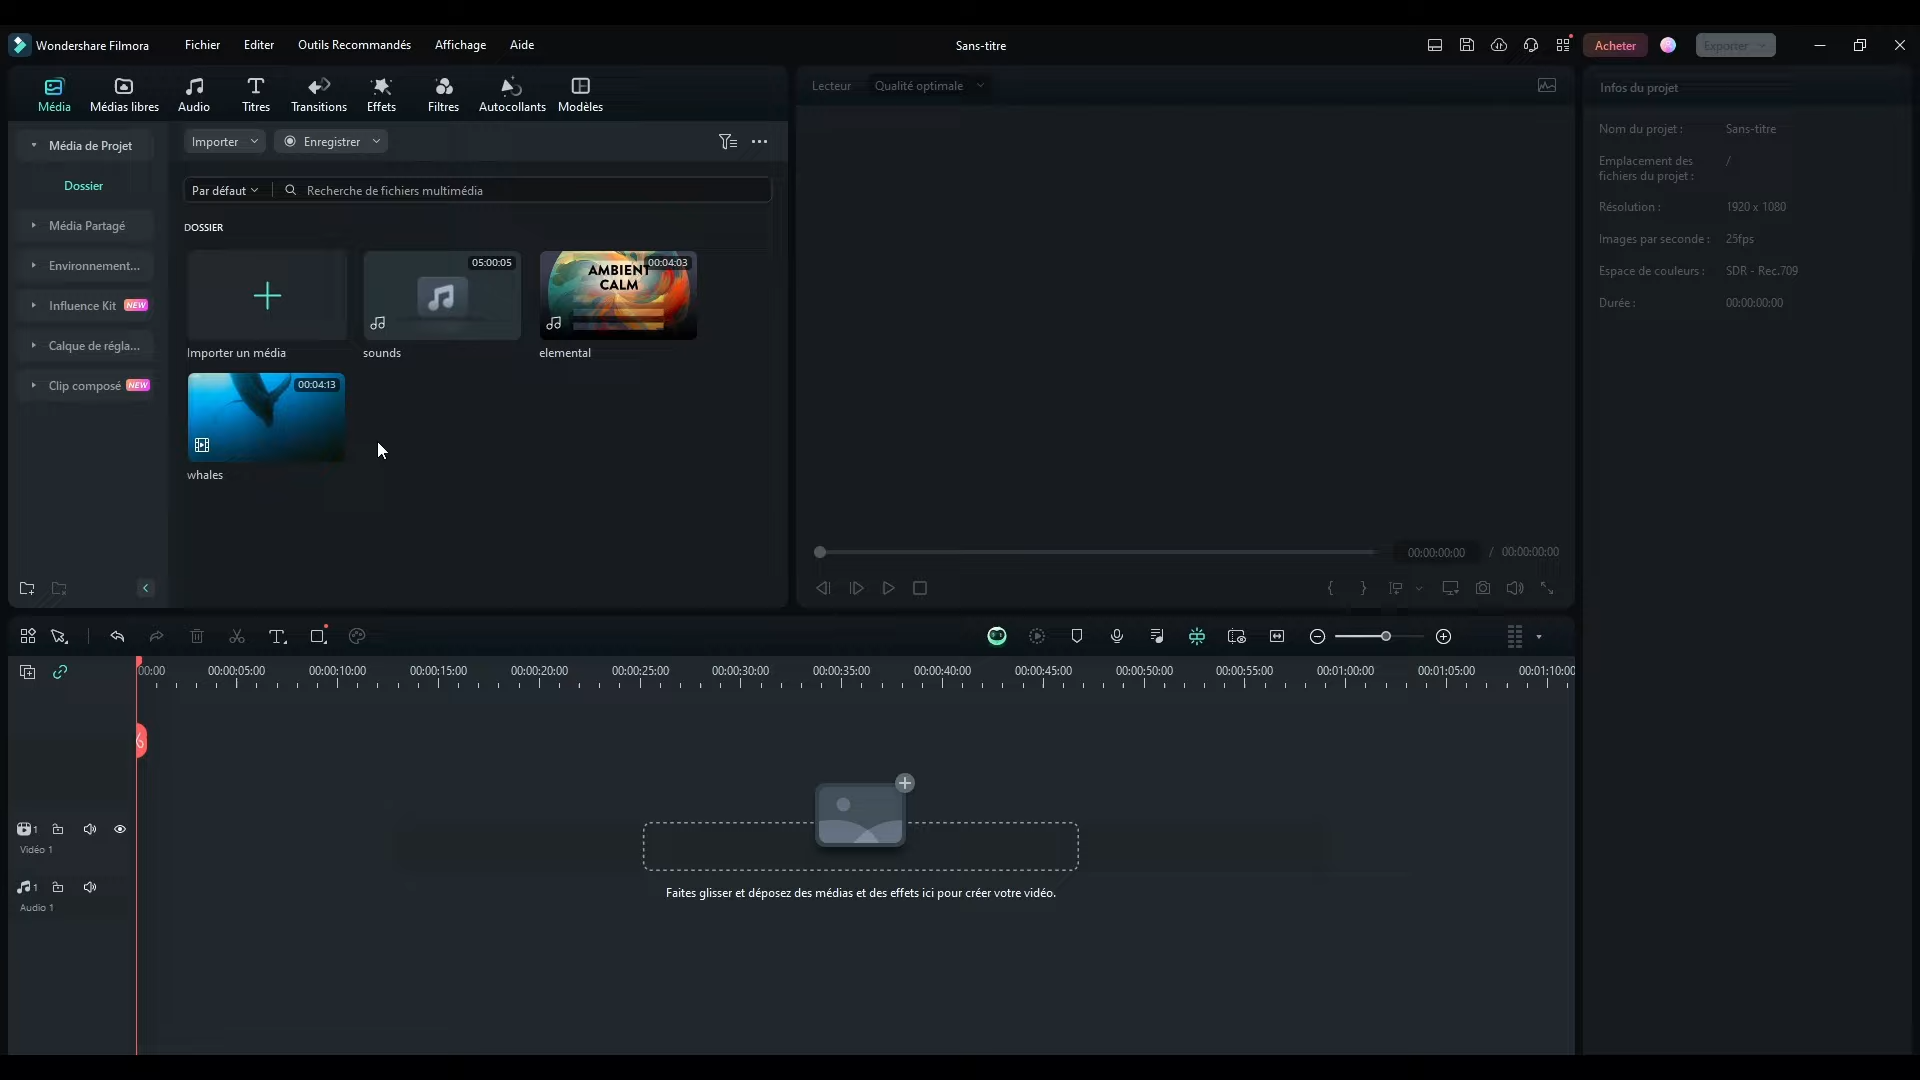 Wondershare Filmora
Fichier Editer Outils Recommandés Affichage Aide
Sans-titre
Acheter
Exporter
Média Médias libres Audio Titres Transitions Effets Filtres Autocollants Modèles
Lecteur Qualité optimale
Infos du projet
Média de Projet
Dossier
Média Partagé
Environnement...
Influence Kit NEW
Calque de régla...
Clip composé NEW
Importer Enregistrer
Par défaut Recherche de fichiers multimédia
DOSSIER
Importer un média
05:00:05
sounds
AMBIENT
CALM
00:04:03
elemental
00:04:13
whales
Nom du projet : Sans-titre
Emplacement des
fichiers du projet : /
Résolution : 1920 x 1080
Images par seconde : 25fps
Espace de couleurs : SDR - Rec.709
Durée : 00:00:00:00
00:00:00:00 / 00:00:00:00
00:00 00:00:05:00 00:00:10:00 00:00:15:00 00:00:20:00 00:00:25:00 00:00:30:00 00:00:35:00 00:00:40:00 00:00:45:00 00:00:50:00 00:00:55:00 00:01:00:00 00:01:05:00 00:01:10:00
1
Vidéo 1
1
Audio 1
Faites glisser et déposez des médias et des effets ici pour créer votre vidéo.